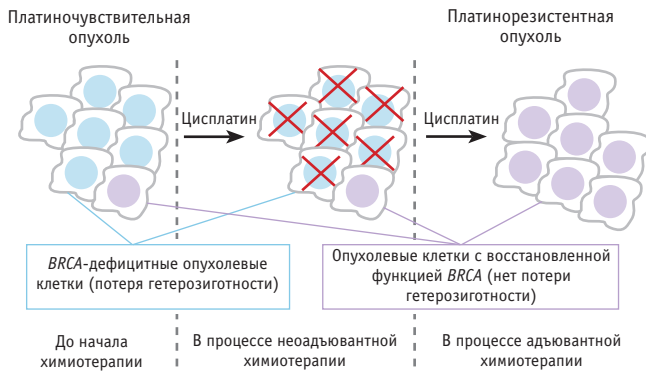 Платиночувствительная
опухоль
Платинорезистентная
опухоль
Цисплатин
Цисплатин
BRCA-дефицитные опухолевые
клетки (потеря гетерозиготности)
Опухолевые клетки с восстановленной
функцией BRCA (нет потери
гетерозиготности)
До начала
химиотерапии
В процессе неоадъювантной
химиотерапии
В процессе адъювантной
химиотерапии